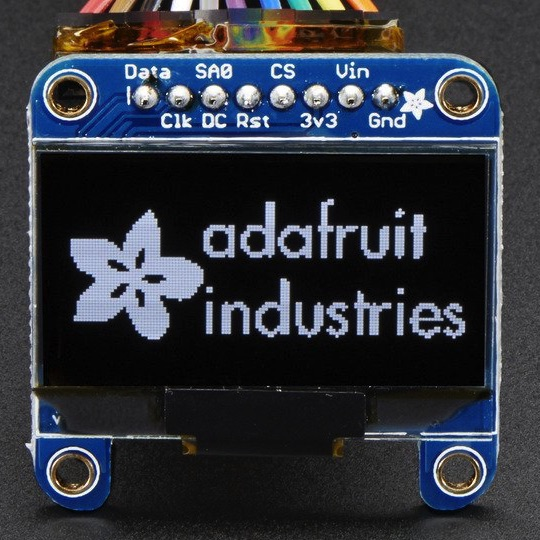 Data SA0 CS Vin
Clk DC Rst 3v3 Gnd
adafruit
industries